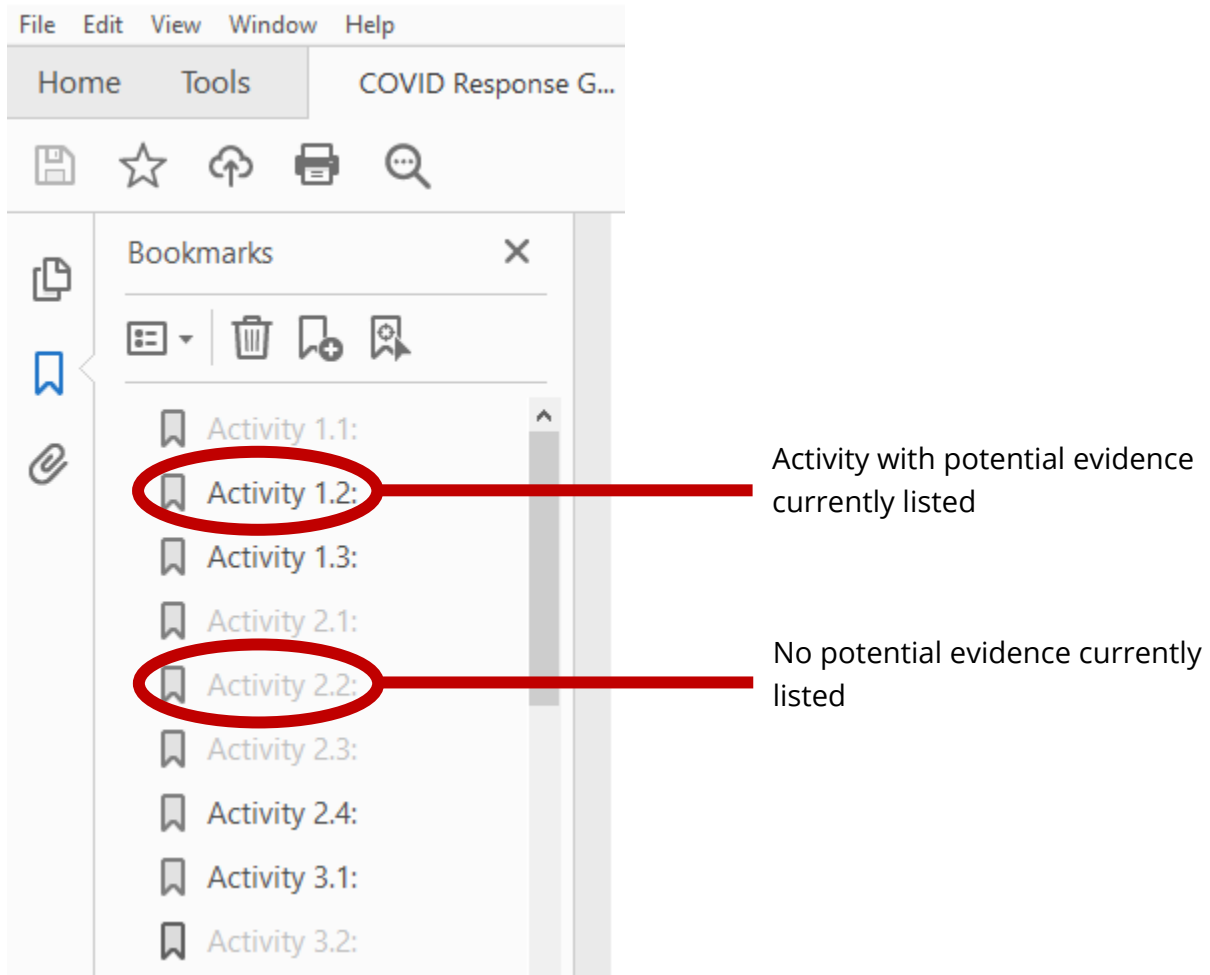 File Edit View Window Help
Home Tools COVID Response G...
Bookmarks
Activity 1.1:
Activity 1.2:
Activity with potential evidence
currently listed
Activity 1.3:
Activity 2.1:
Activity 2.2:
No potential evidence currently
listed
Activity 2.3:
Activity 2.4:
Activity 3.1:
Activity 3.2: